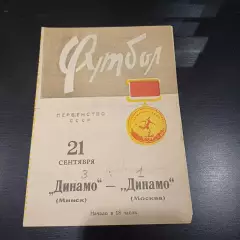 Футбол
ПЕРВЕНСТВО
СССР
21
СЕНТЯБРЯ
3 : 1
„Динамо" — „Динамо"
(Минск) (Москва)
Начало в 18 часов